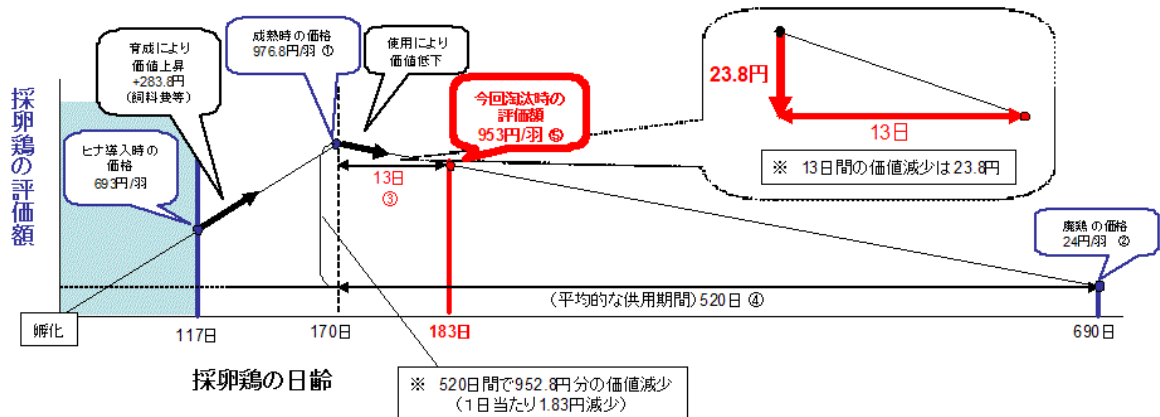 採卵鶏の評価額
育成により
価値上昇
+283.8円
(飼料費等)
成熟時の価格
976.8円/羽 ①
使用により
価値低下
ヒナ導入時の
価格
693円/羽
今回淘汰時の
評価額
953円/羽 ⑤
13日
③
23.8円
13日
※ 13日間の価値減少は23.8円
廃鶏の価格
24円/羽 ②
(平均的な供用期間)520日 ④
孵化
117日
170日
183日
690日
採卵鶏の日齢
※ 520日間で952.8円分の価値減少
(1日当たり1.83円減少)